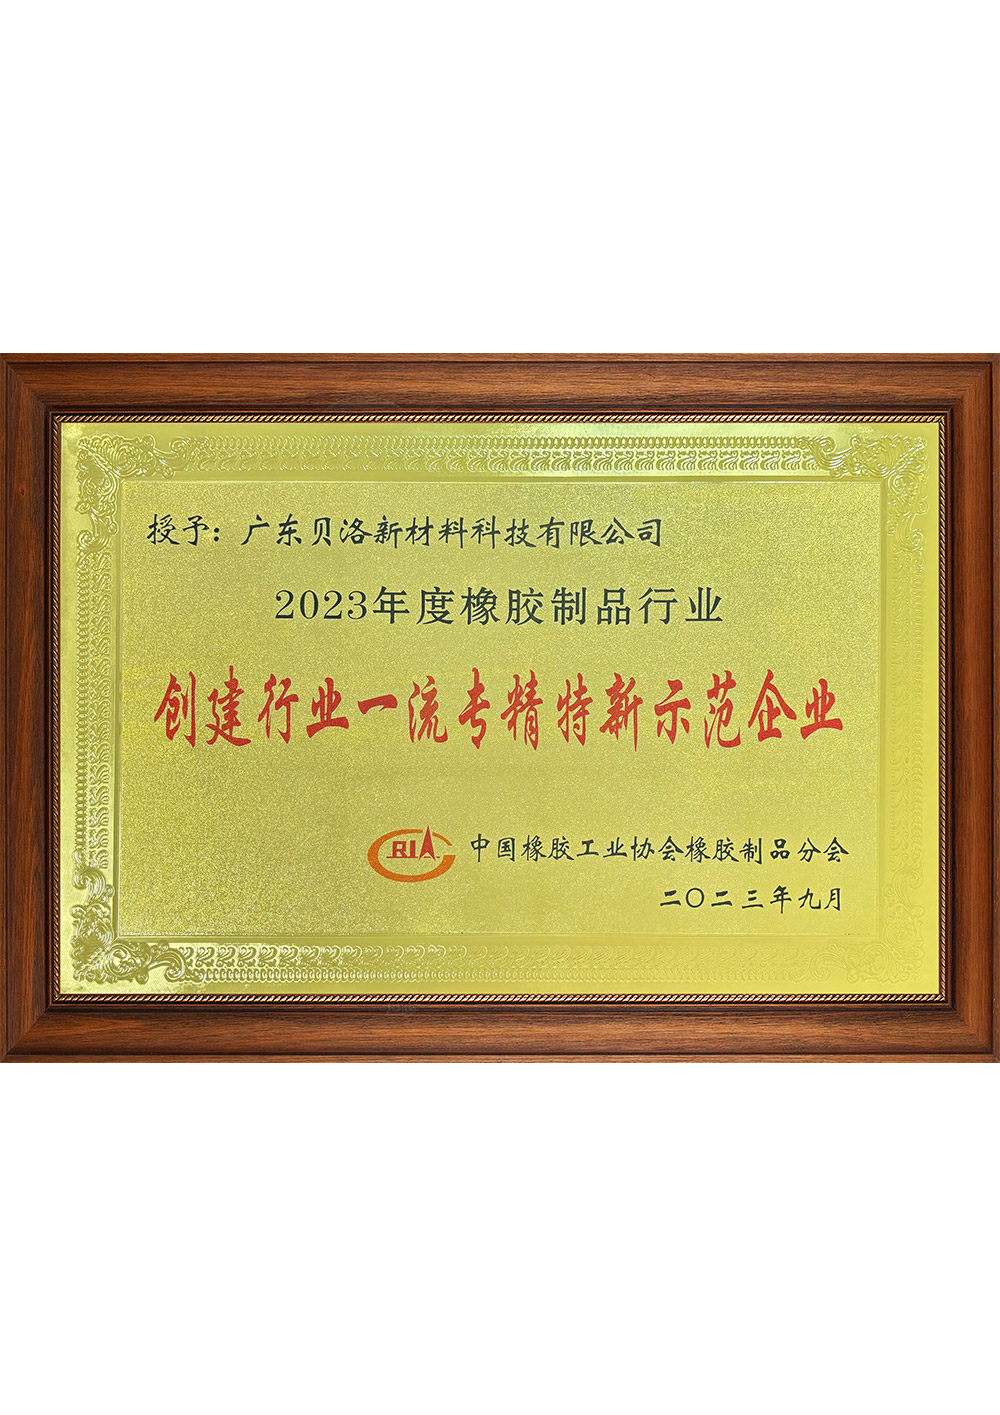 授予：广东贝洛新材料科技有限公司
2023年度橡胶制品行业
创建行业一流专精特新示范企业
CRIA
中国橡胶工业协会橡胶制品分会
二〇二三年九月